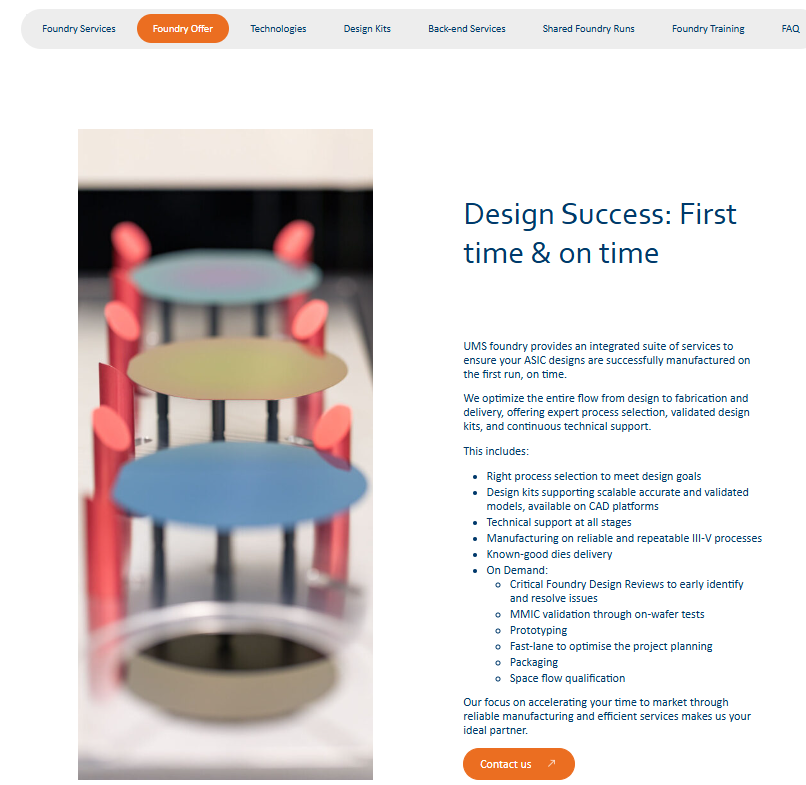 Foundry Services Foundry Offer Technologies Design Kits Back-end Services Shared Foundry Runs Foundry Training FAQ
Design Success: First
time & on time
UMS foundry provides an integrated suite of services to
ensure your ASIC designs are successfully manufactured on
the first run, on time.
We optimize the entire flow from design to fabrication and
delivery, offering expert process selection, validated design
kits, and continuous technical support.
This includes:
• Right process selection to meet design goals
• Design kits supporting scalable accurate and validated
models, available on CAD platforms
• Technical support at all stages
• Manufacturing on reliable and repeatable III-V processes
• Known-good dies delivery
• On Demand:
◦ Critical Foundry Design Reviews to early identify
and resolve issues
◦ MMIC validation through on-wafer tests
◦ Prototyping
◦ Fast-lane to optimise the project planning
◦ Packaging
◦ Space flow qualification
Our focus on accelerating your time to market through
reliable manufacturing and efficient services makes us your
ideal partner.
Contact us ↗